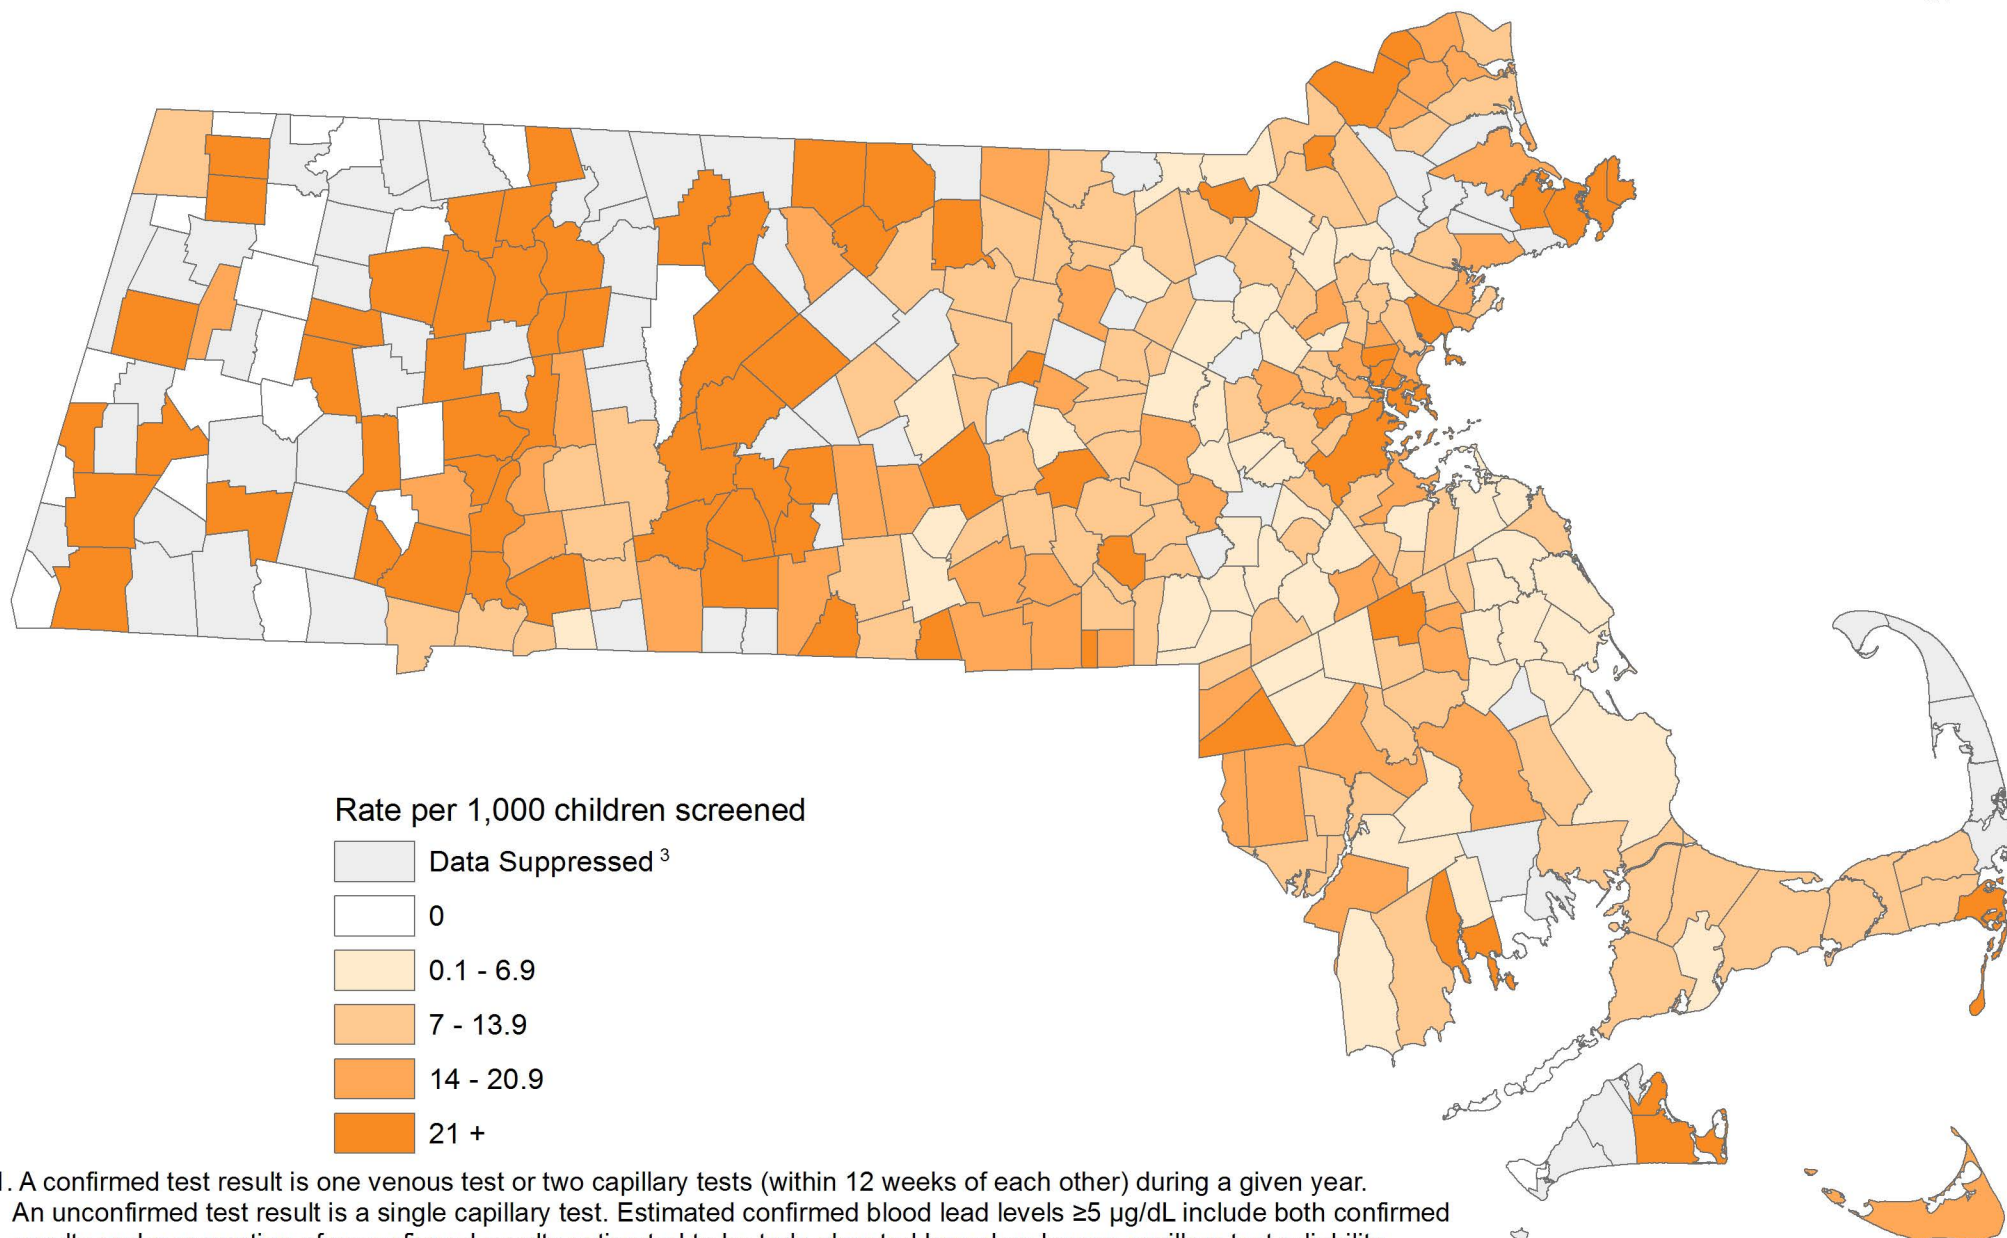 Rate per 1,000 children screened
Data Suppressed 3
0
0.1 - 6.9
7 - 13.9
14 - 20.9
21 +
. A confirmed test result is one venous test or two capillary tests (within 12 weeks of each other) during a given year.
An unconfirmed test result is a single capillary test. Estimated confirmed blood lead levels ≥5 µg/dL include both confirmed